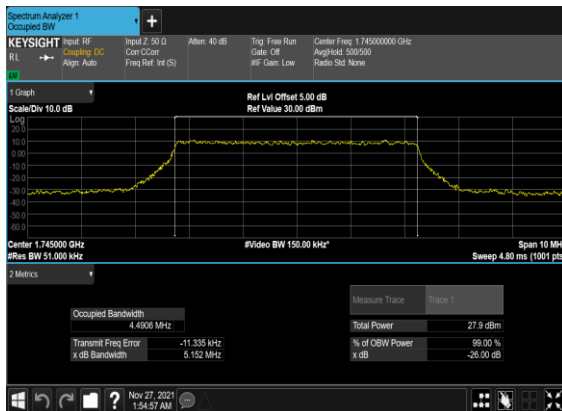 Spectrum Analyzer 1
Occupied BW
KEYSIGHT
RL
Input: RF
Coupling: DC
Align: Auto
Input Z: 50 Ω
Corr CCorr
Freq Ref: Int (S)
Atten: 40 dB
Trig: Free Run
Gate: Off
#IF Gain: Low
Center Freq: 1.745000000 GHz
Avg|Hold: 500/500
Radio Std: None
1 Graph
Scale/Div 10.0 dB
Ref Lvl Offset 5.00 dB
Ref Value 30.00 dBm
Log
20.0
10.0
0.00
-10.0
-20.0
-30.0
-40.0
-50.0
-60.0
Center 1.745000 GHz
#Res BW 51.000 kHz
#Video BW 150.00 kHz*
Span 10 MH
Sweep 4.80 ms (1001 pts
2 Metrics
Measure Trace
Trace 1
Occupied Bandwidth
4.4906 MHz
Total Power
27.9 dBm
Transmit Freq Error
-11.335 kHz
% of OBW Power
99.00 %
x dB Bandwidth
5.152 MHz
x dB
-26.00 dB
Nov 27, 2021
1:54:57 AM